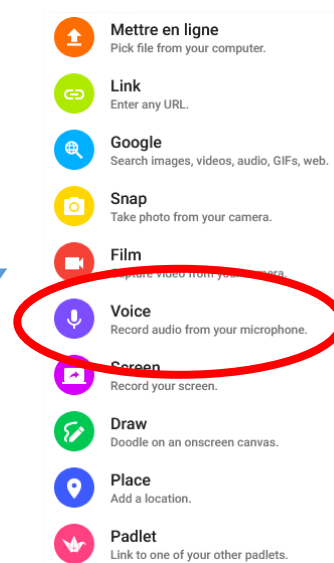 Mettre en ligne
Pick file from your computer.
Link
Enter any URL.
Google
Search images, videos, audio, GIFs, web.
Snap
Take photo from your camera.
Film
Capture video from your camera.
Voice
Record audio from your microphone.
Screen
Record your screen.
Draw
Doodle on an onscreen canvas.
Place
Add a location.
Padlet
Link to one of your other padlets.